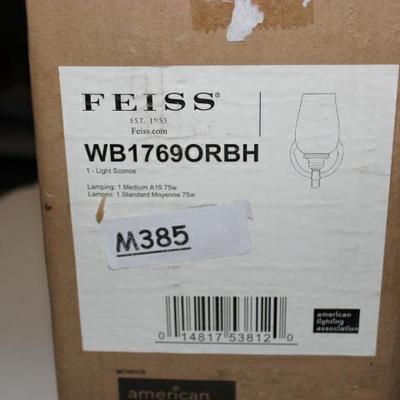 FEISS®
EST. 1955
Feiss.com
WB1769ORBH
1 - Light Sconce
Lamping: 1 Medium A19 75w
Lampes: 1 Standard Moyenne 75w
M385
american
lighting
association
0 14817 53812 0
MEMBER
american